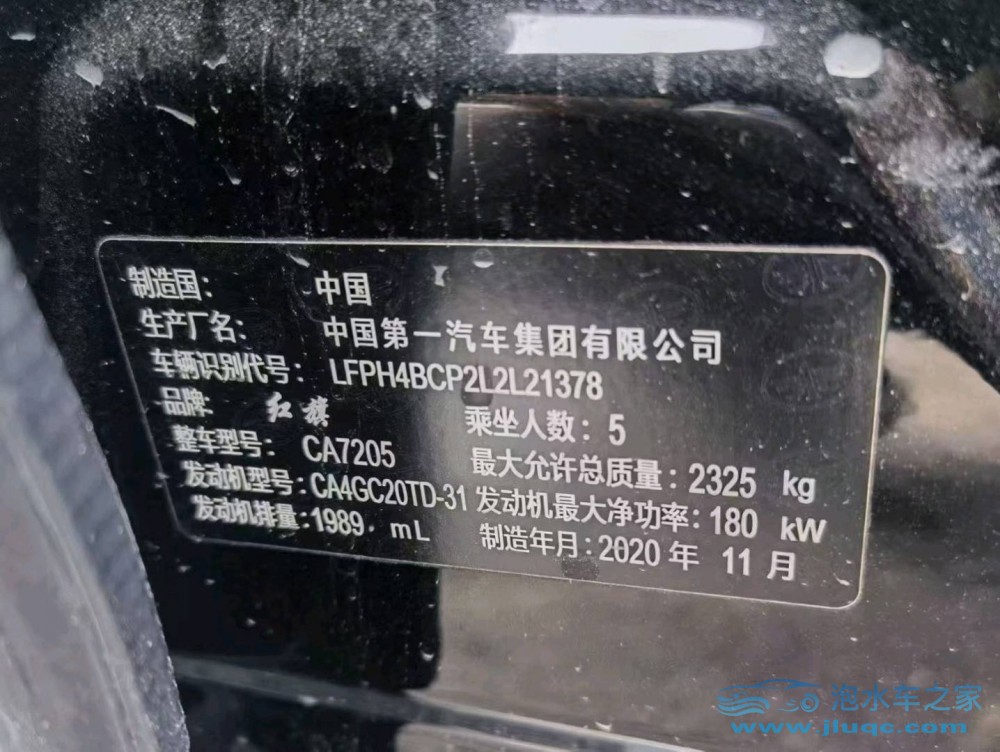 制造国： 中国
生产厂名： 中国第一汽车集团有限公司
车辆识别代号： LFPH4BCP2L2L21378
品牌 红旗 乘坐人数：5
整车型号： CA7205 最大允许总质量：2325 kg
发动机型号：CA4GC20TD-31 发动机最大净功率：180 kW
发动机排量：1989 mL 制造年月：2020年 11月
泡水车之家
www.jluqc.com